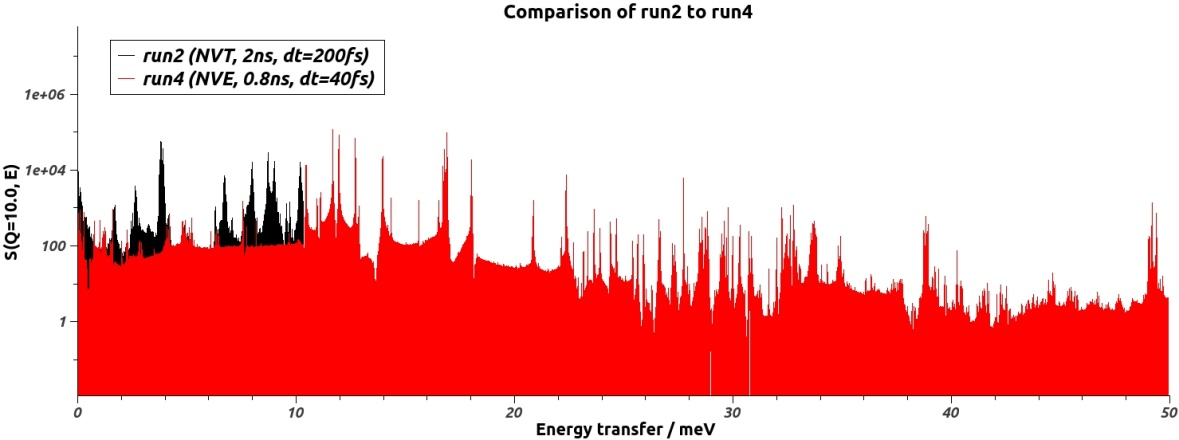 Comparison of run2 to run4
run2 (NVT, 2ns, dt=200fs)
run4 (NVE, 0.8ns, dt=40fs)
1e+06
1e+04
100
1
S(Q=10.0, E)
0 10 20 30 40 50
Energy transfer / meV